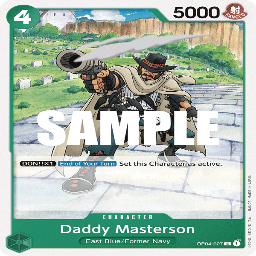 4
5000
SAMPLE
DON!!×1 End of Your Turn Set this Character as active.
CHARACTER
Daddy Masterson
East Blue/Former Navy